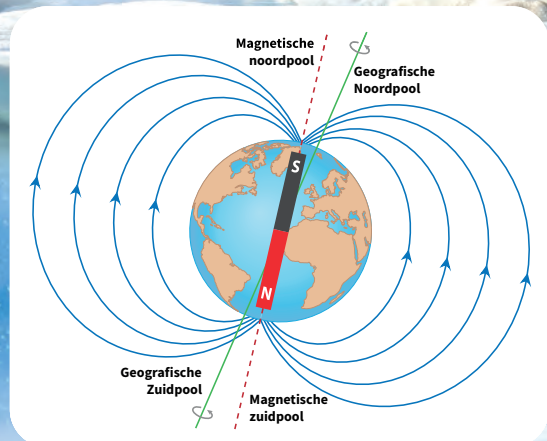 Magnetische
noordpool
Geografische
Noordpool
S
N
Geografische
Zuidpool
Magnetische
zuidpool